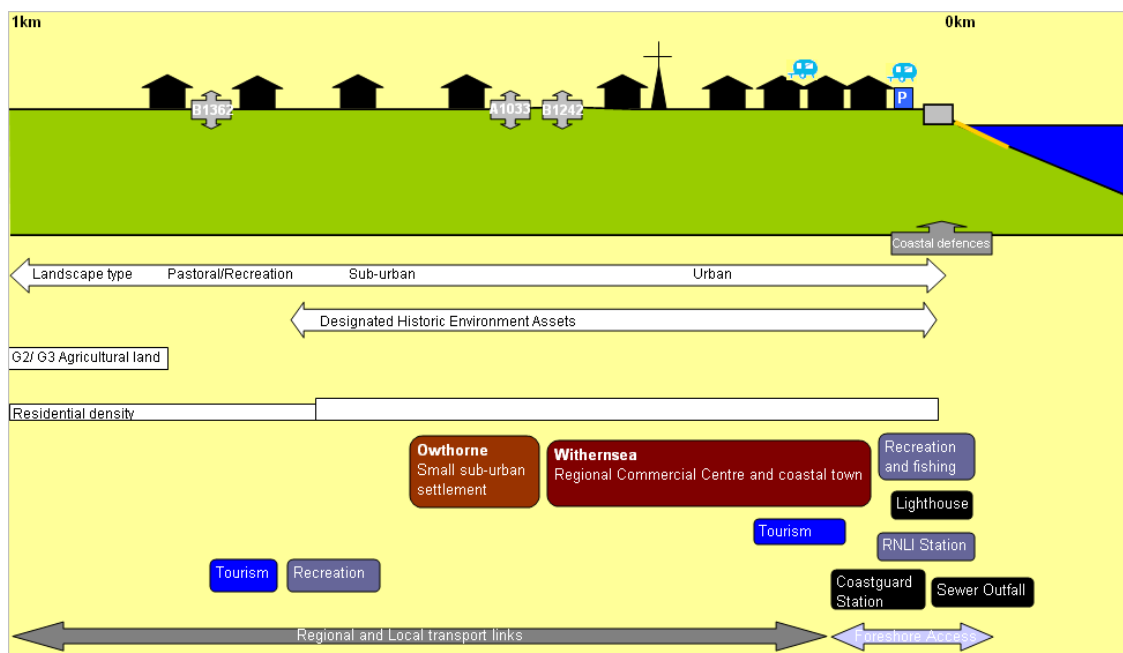 1km
0km
B1362
A1033
B1242
P
Coastal defences
Landscape type
Pastoral/Recreation
Sub-urban
Urban
Designated Historic Environment Assets
G2/ G3 Agricultural land
Residential density
Owthorne
Small sub-urban
settlement
Withernsea
Regional Commercial Centre and coastal town
Recreation
and fishing
Lighthouse
Tourism
RNLI Station
Tourism
Recreation
Coastguard
Station
Sewer Outfall
Regional and Local transport links
Foreshore Access